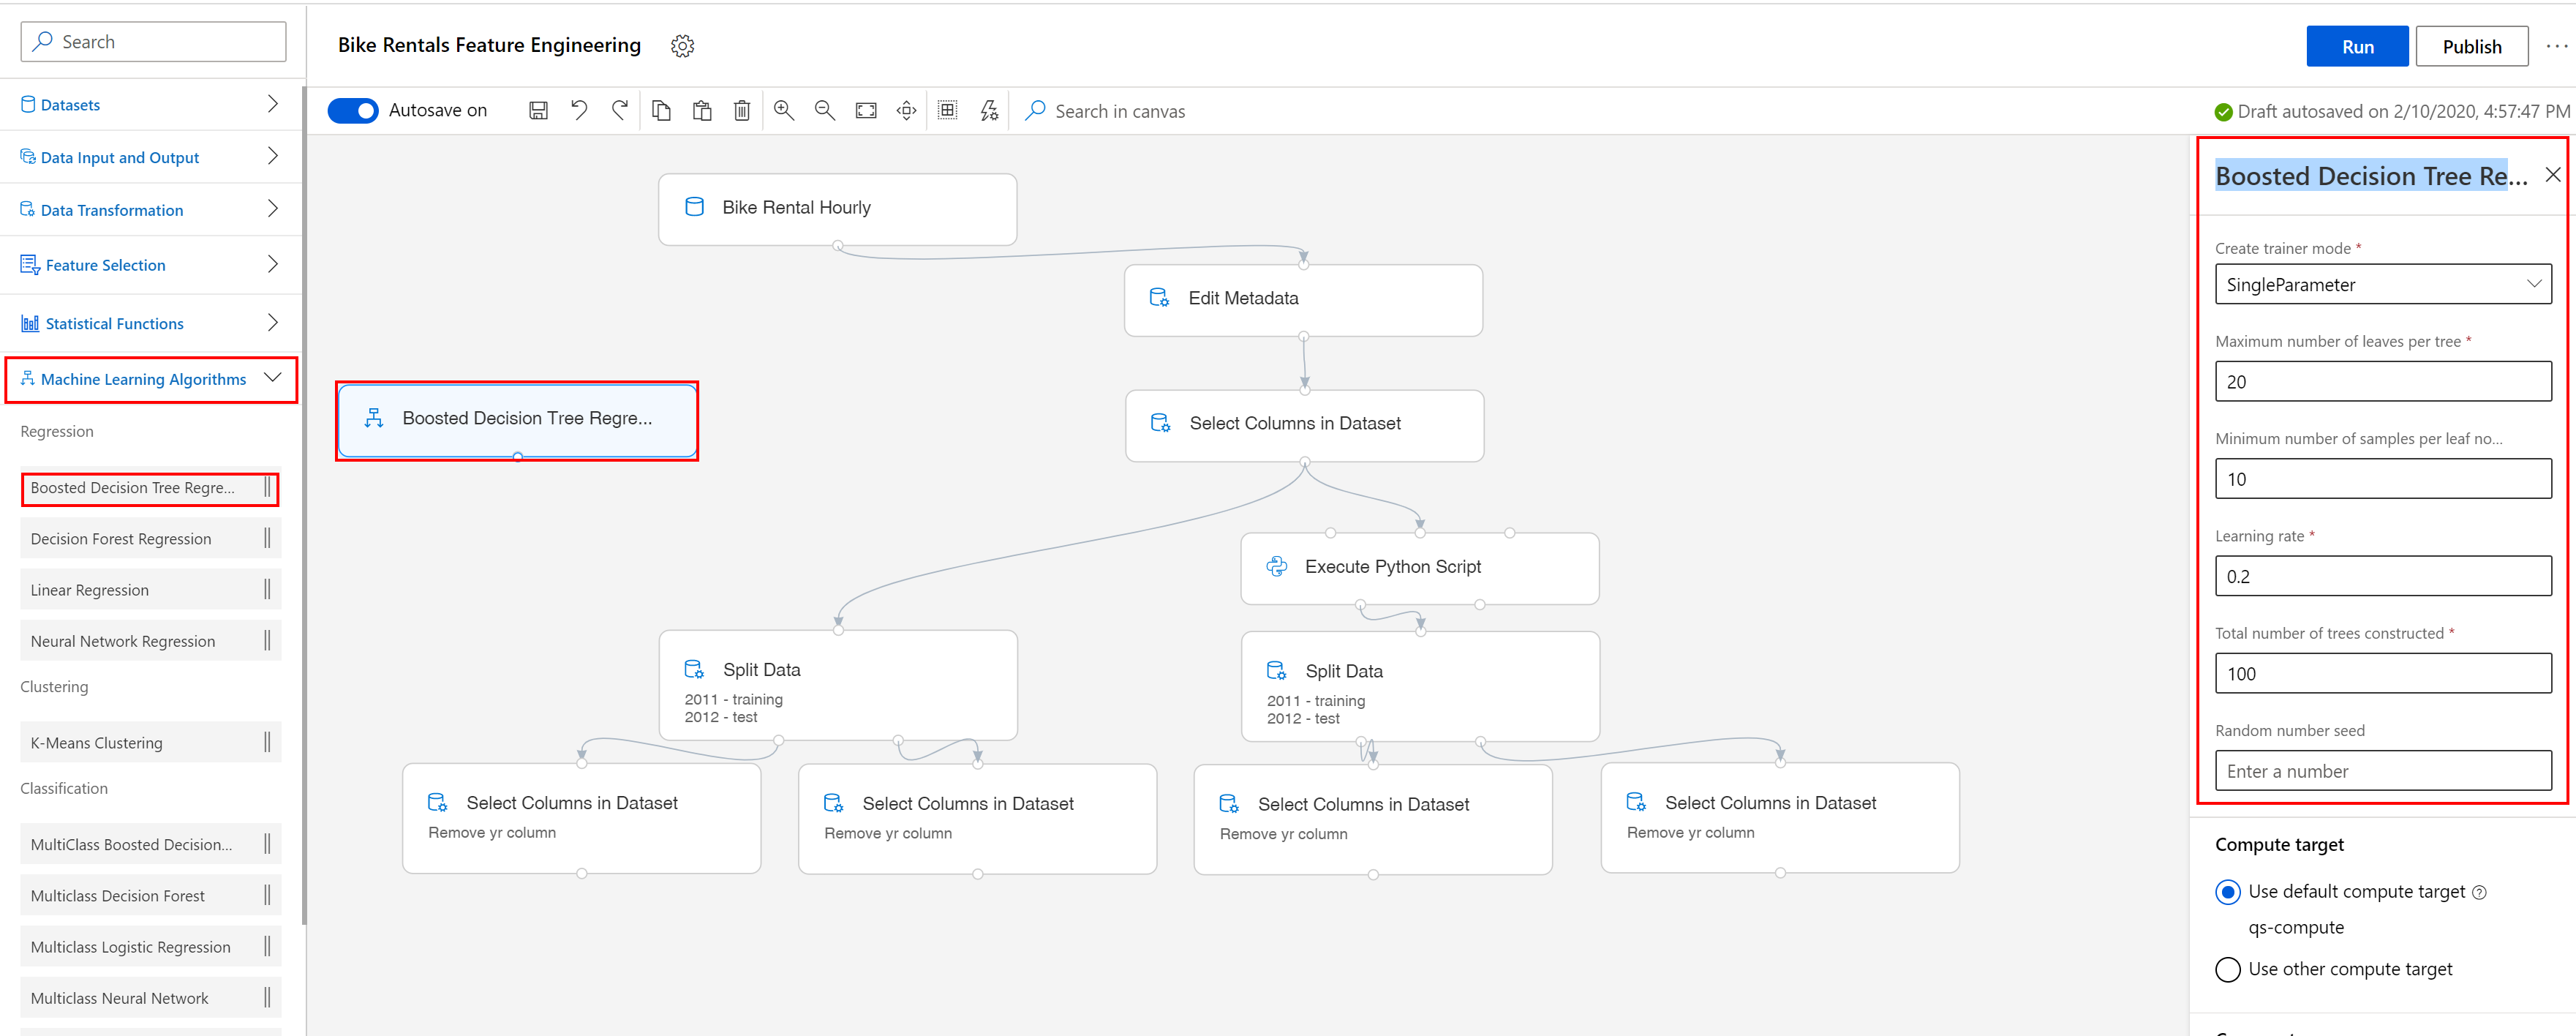 Search
Bike Rentals Feature Engineering
Run
Publish
Datasets
Data Input and Output
Data Transformation
Feature Selection
Statistical Functions
Machine Learning Algorithms
Regression
Boosted Decision Tree Regre...
Decision Forest Regression
Linear Regression
Neural Network Regression
Clustering
K-Means Clustering
Classification
MultiClass Boosted Decision...
Multiclass Decision Forest
Multiclass Logistic Regression
Multiclass Neural Network
Autosave on
Search in canvas
Draft autosaved on 2/10/2020, 4:57:47 PM
Bike Rental Hourly
Edit Metadata
Boosted Decision Tree Regre...
Select Columns in Dataset
Execute Python Script
Split Data
2011 - training
2012 - test
Split Data
2011 - training
2012 - test
Select Columns in Dataset
Remove yr column
Select Columns in Dataset
Remove yr column
Select Columns in Dataset
Remove yr column
Select Columns in Dataset
Remove yr column
Boosted Decision Tree Re...
Create trainer mode *
SingleParameter
Maximum number of leaves per tree *
20
Minimum number of samples per leaf no...
10
Learning rate *
0.2
Total number of trees constructed *
100
Random number seed
Enter a number
Compute target
Use default compute target
qs-compute
Use other compute target